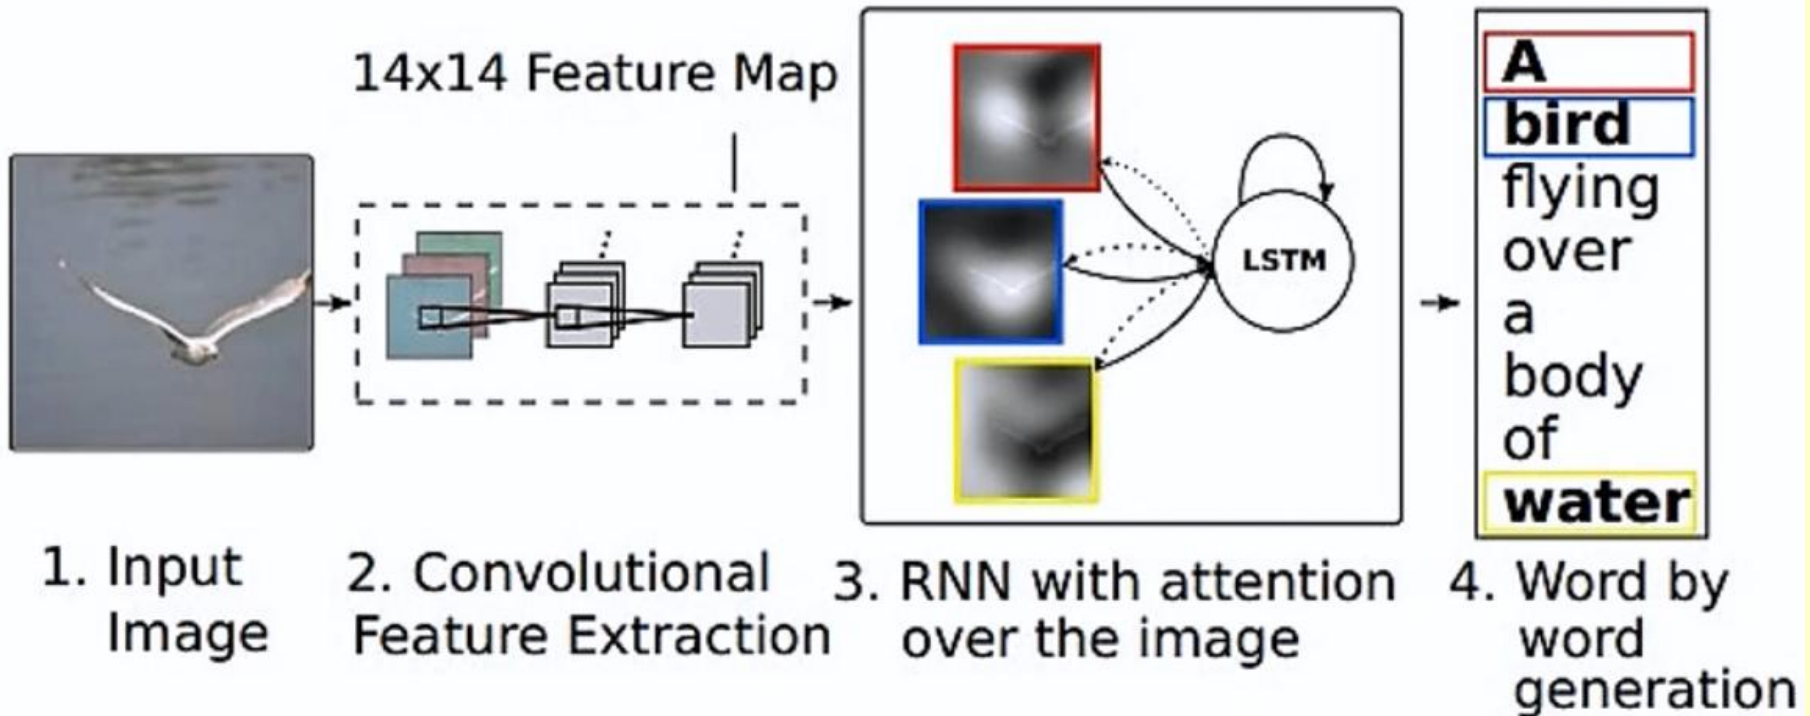 14x14 Feature Map
LSTM
A
bird
flying
over
a
body
of
water
1. Input
Image
2. Convolutional
Feature Extraction
3. RNN with attention
over the image
4. Word by
word
generation